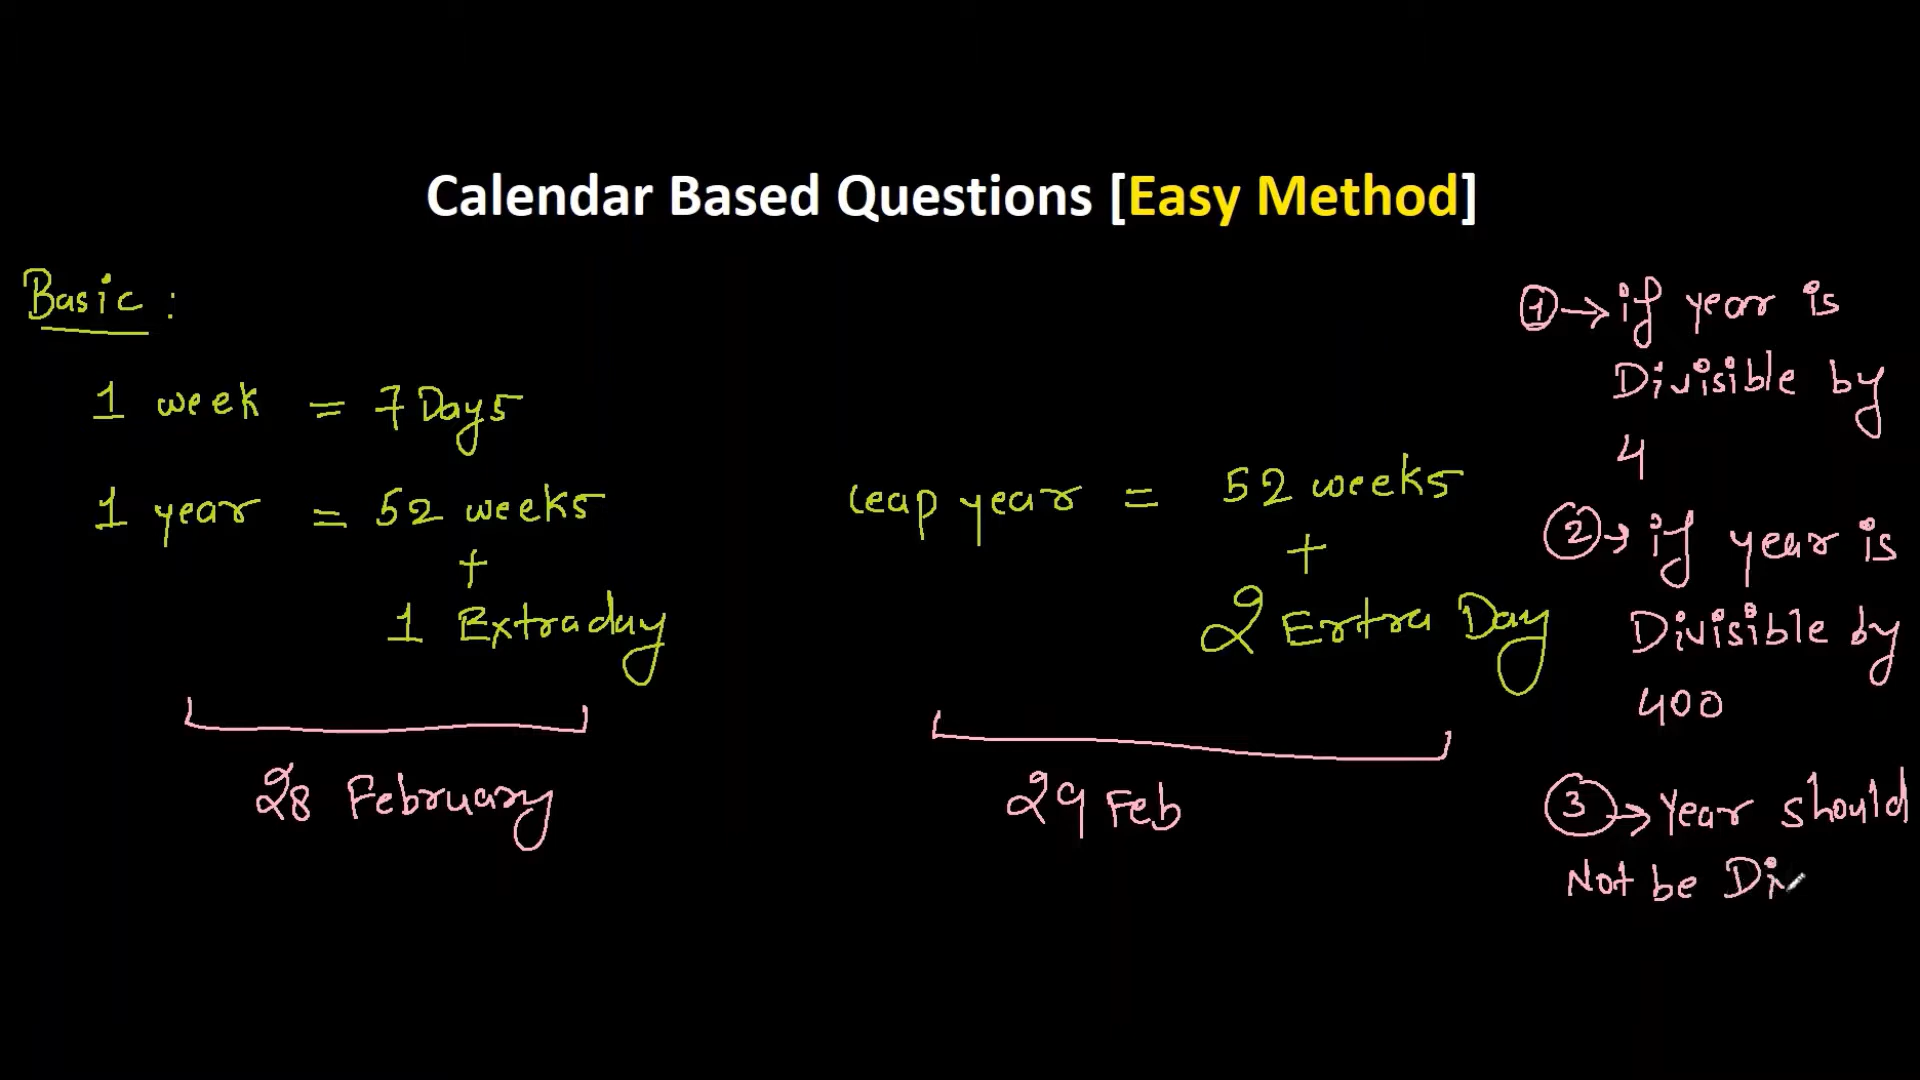 Calendar Based Questions [Easy Method]
Basic :
1 week = 7 Days
1 year = 52 weeks
+
1 Extraday
28 February
leap year = 52 weeks
+
2 Extra Day
29 Feb
1 → if year is
Divisible by
4
2 → if year is
Divisible by
400
3 → Year should
Not be Div